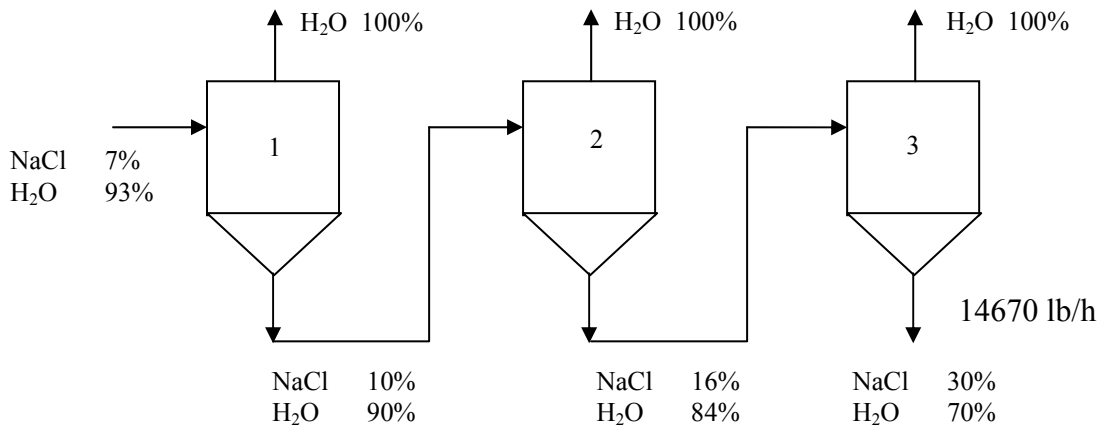 H₂O 100%
H₂O 100%
H₂O 100%
1
2
3
NaCl 7%
H₂O 93%
14670 lb/h
NaCl 10%
H₂O 90%
NaCl 16%
H₂O 84%
NaCl 30%
H₂O 70%